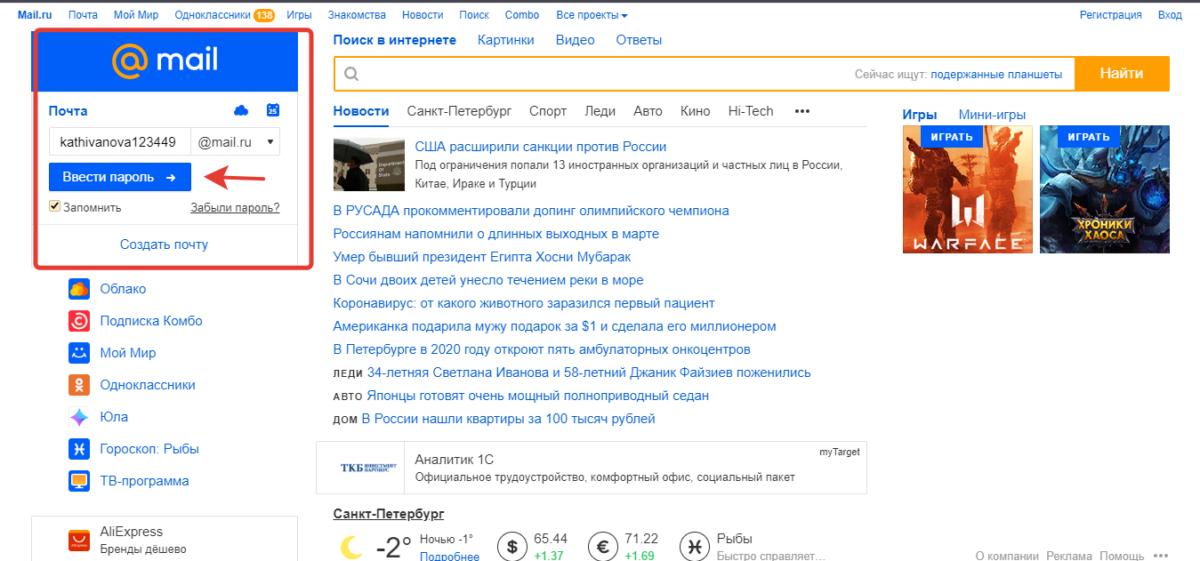 Mail.ru Почта Мой Мир Одноклассники 138 Игры Знакомства Новости Поиск Combo Все проекты
Регистрация Вход
@mail
Почта
25
kathivanova123449 @mail.ru
Ввести пароль →
Запомнить Забыли пароль?
Создать почту
Облако
Подписка Комбо
Мой Мир
Одноклассники
Юла
Гороскоп: Рыбы
ТВ-программа
AliExpress
Бренды дёшево
Поиск в интернете Картинки Видео Ответы
Сейчас ищут: подержанные планшеты Найти
Новости Санкт-Петербург Спорт Леди Авто Кино Hi-Tech •••
США расширили санкции против России
Под ограничения попали 13 иностранных организаций и частных лиц в России,
Китае, Ираке и Турции
В РУСАДА прокомментировали допинг олимпийского чемпиона
Россиянам напомнили о длинных выходных в марте
Умер бывший президент Египта Хосни Мубарак
В Сочи двоих детей унесло течением реки в море
Коронавирус: от какого животного заразился первый пациент
Американка подарила мужу подарок за $1 и сделала его миллионером
В Петербурге в 2020 году откроют пять амбулаторных онкоцентров
ЛЕДИ 34-летняя Светлана Иванова и 58-летний Джаник Файзиев поженились
АВТО Японцы готовят очень мощный полноприводный седан
ДОМ В России нашли квартиры за 100 тысяч рублей
ТКБ ИНВЕСТМЕНТ
ПАРТНЕРС
Аналитик 1С
myTarget
Официальное трудоустройство, комфортный офис, социальный пакет
Санкт-Петербург
-2°
Ночью -1°
Подробнее
$ 65.44
+1.37
€ 71.22
+1.69
Рыбы
Быстро справляет...
Игры Мини-игры
ИГРАТЬ
WARFACE
ИГРАТЬ
ХРОНИКИ
ХАОСА
О компании Реклама Помощь •••